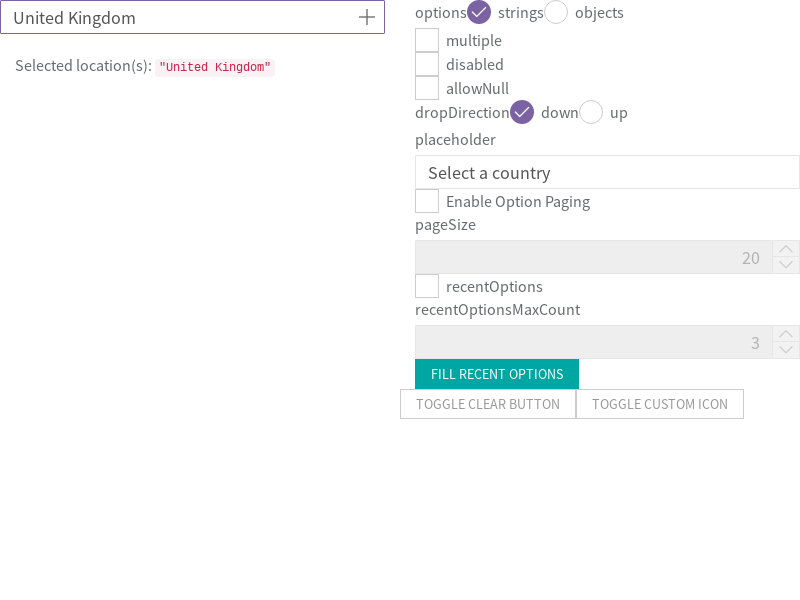 United Kingdom
Selected location(s): "United Kingdom"
options strings objects
multiple
disabled
allowNull
dropDirection down up
placeholder
Select a country
Enable Option Paging
pageSize
20
recentOptions
recentOptionsMaxCount
3
FILL RECENT OPTIONS
TOGGLE CLEAR BUTTON TOGGLE CUSTOM ICON